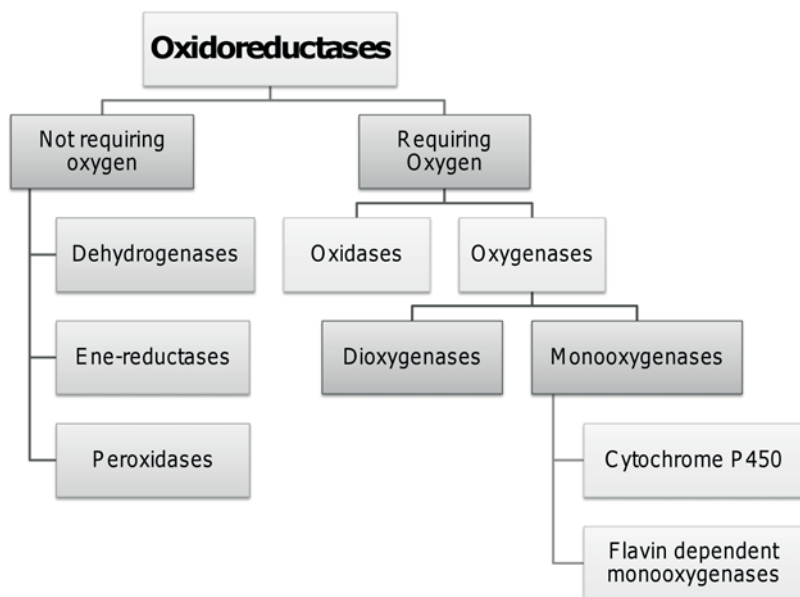 Oxidoreductases
Not requiring
oxygen
Requiring
Oxygen
Dehydrogenases
Oxidases
Oxygenases
Ene-reductases
Dioxygenases
Monooxygenases
Peroxidases
Cytochrome P450
Flavin dependent
monooxygenases